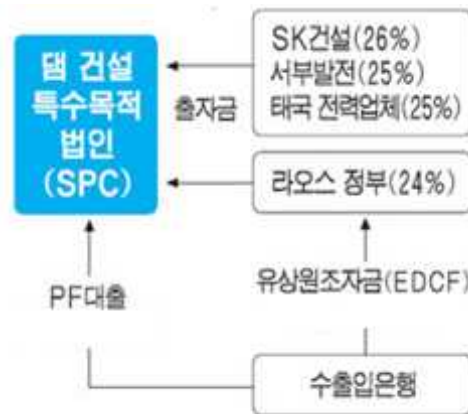 댐 건설
특수목적
법인
(SPC)
출자금
SK건설(26%)
서부발전(25%)
태국 전력업체(25%)
라오스 정부(24%)
PF대출
유상원조자금(EDCF)
수출입은행